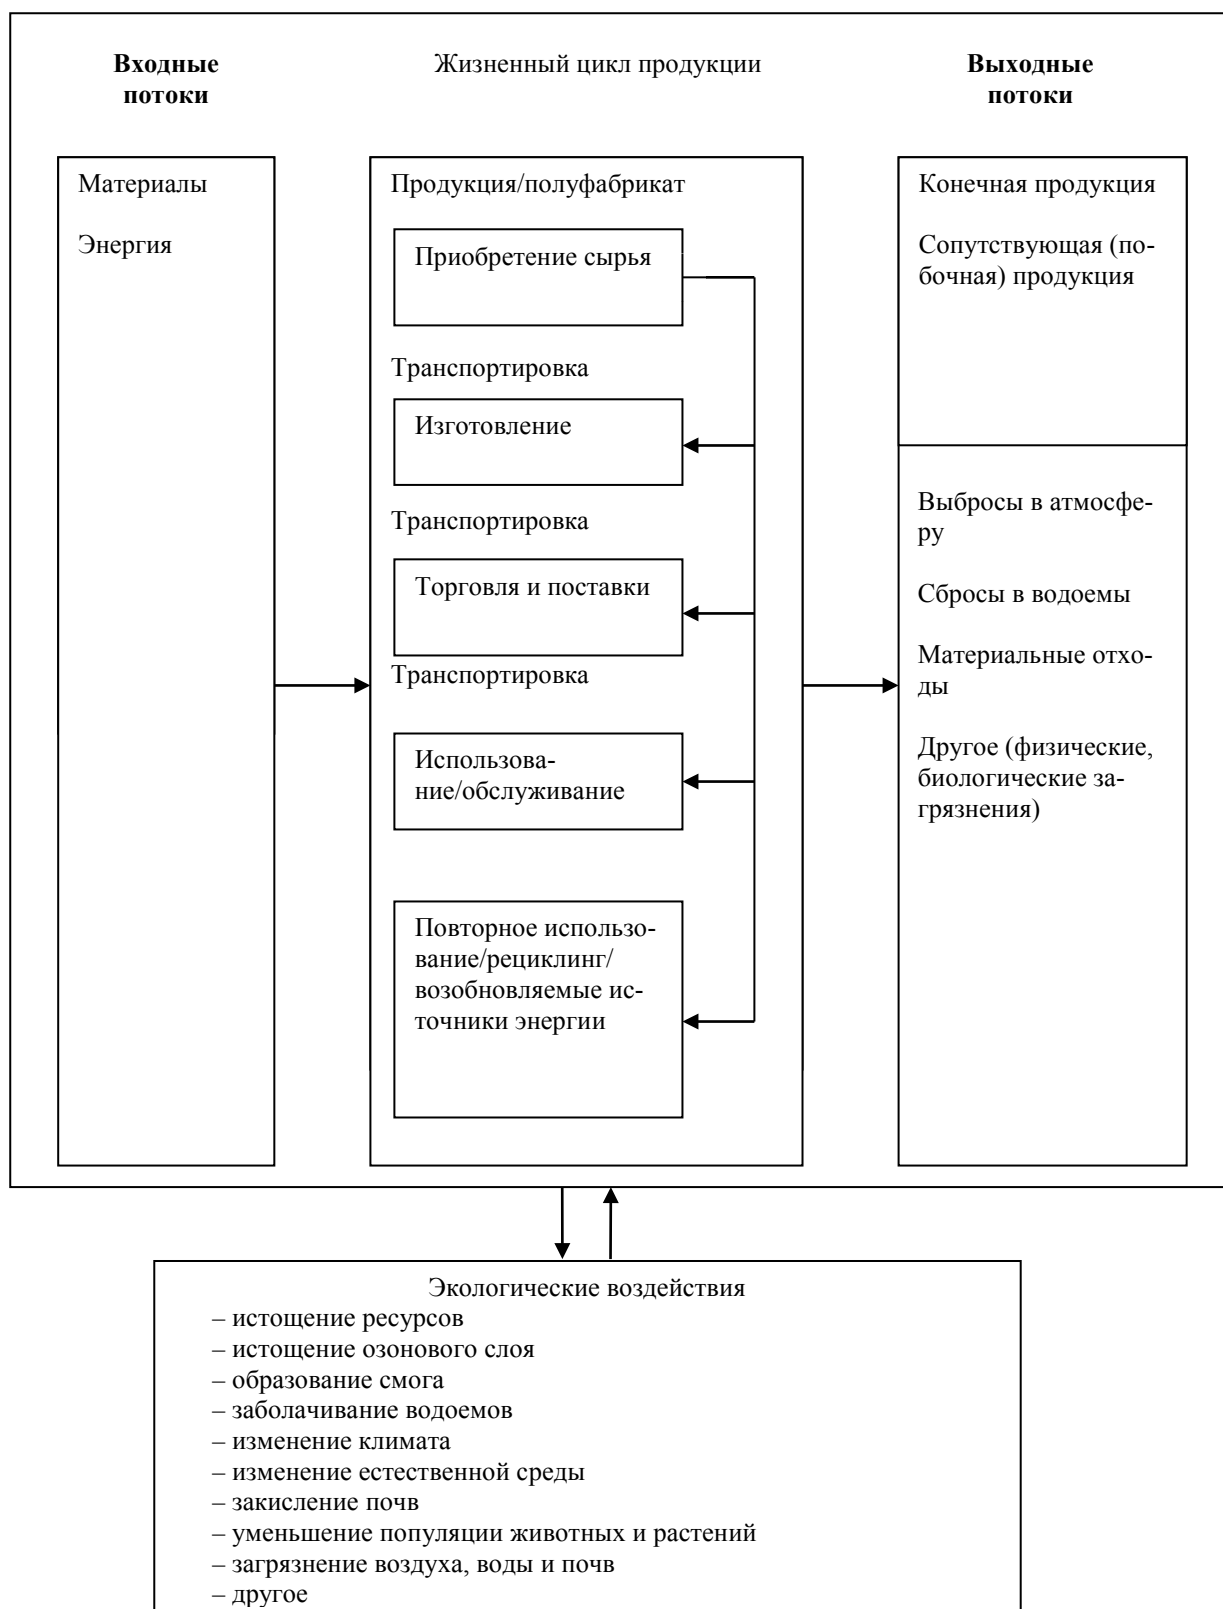 Входные
потоки
Жизненный цикл продукции
Выходные
потоки
Материалы
Энергия
Продукция/полуфабрикат
Приобретение сырья
Транспортировка
Изготовление
Транспортировка
Торговля и поставки
Транспортировка
Использова-
ние/обслуживание
Повторное использо-
вание/рециклинг/
возобновляемые ис-
точники энергии
Конечная продукция
Сопутствующая (по-
бочная) продукция
Выбросы в атмосфе-
ру
Сбросы в водоемы
Материальные отхо-
ды
Другое (физические,
биологические за-
грязнения)
Экологические воздействия
– истощение ресурсов
– истощение озонового слоя
– образование смога
– заболачивание водоемов
– изменение климата
– изменение естественной среды
– закисление почв
– уменьшение популяции животных и растений
– загрязнение воздуха, воды и почв
– другое